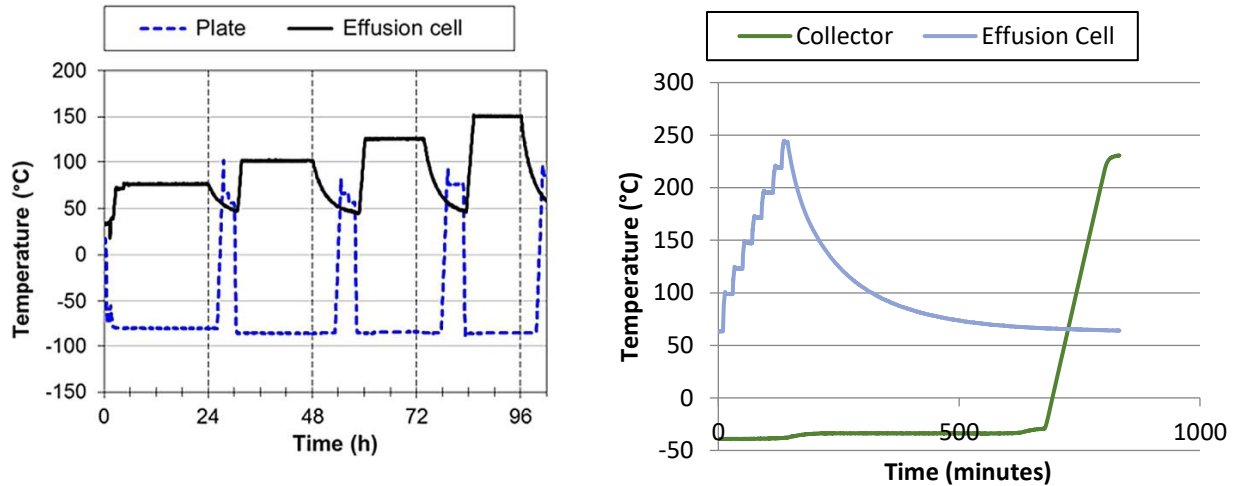 Plate Effusion cell
200
150
100
50
0
-50
-100
-150
0 24 48 72 96
Temperature (°C)
Time (h)
Collector Effusion Cell
300
250
200
150
100
50
0
-50
0 500 1000
Temperature (°C)
Time (minutes)